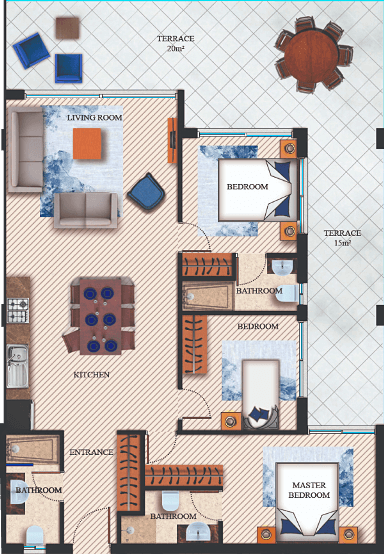 TERRACE
20m²
LIVING ROOM
BEDROOM
TERRACE
15m²
BATHROOM
BEDROOM
KITCHEN
ENTRANCE
BATHROOM
MASTER
BEDROOM
BATHROOM